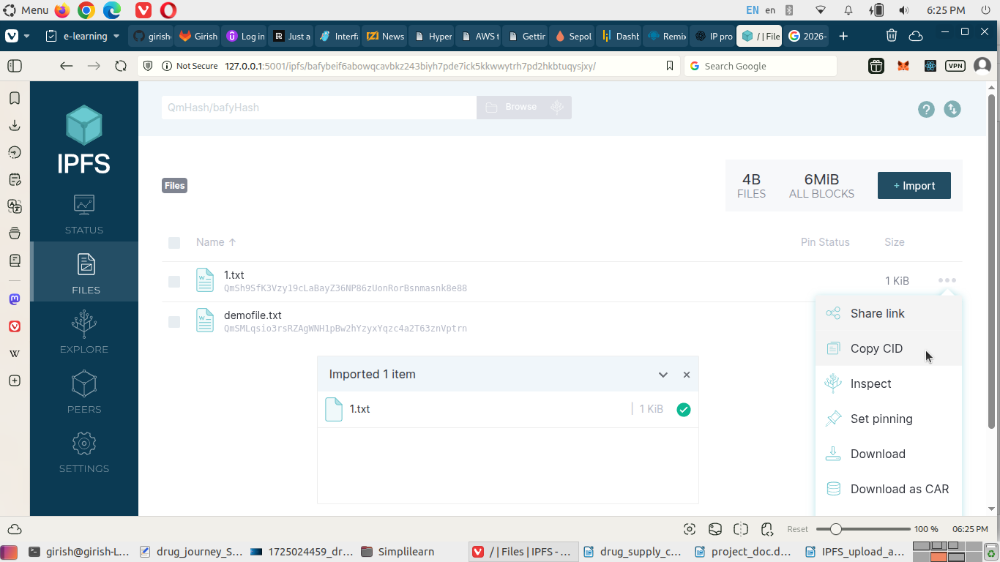 Menu
EN en 6:25 PM
e-learning girish Girish Log in Just a Interfa News Hyper AWS t Gettin Sepol Dashb Remix IP pro / | File 2026-
Not Secure 127.0.0.1:5001/ipfs/bafybeif6abowqcavbkz243biyh7pde7ick5kkwwytrh7pd2hkbtuqysjxy/ Search Google VPN
QmHash/bafyHash Browse
IPFS
STATUS
FILES
EXPLORE
PEERS
SETTINGS
Files
4B 6MiB
FILES ALL BLOCKS
+ Import
Name ↑ Pin Status Size
1.txt 1 KiB
QmSh9SfK3Vzy19cLaBayZ36NP86zUonRorBsnmasnk8e88
demofile.txt
QmSMLqsio3rsRZAgWNH1pBw2hYzyxYqzc4a2T63znVptrn
Share link
Copy CID
Inspect
Set pinning
Download
Download as CAR
Imported 1 item
1.txt | 1 KiB
Reset 100 % 06:25 PM
girish@girish-L... drug_journey_S... 1725024459_dr... Simplilearn / | Files | IPFS - ... drug_supply_c... project_doc.d... IPFS_upload_a...